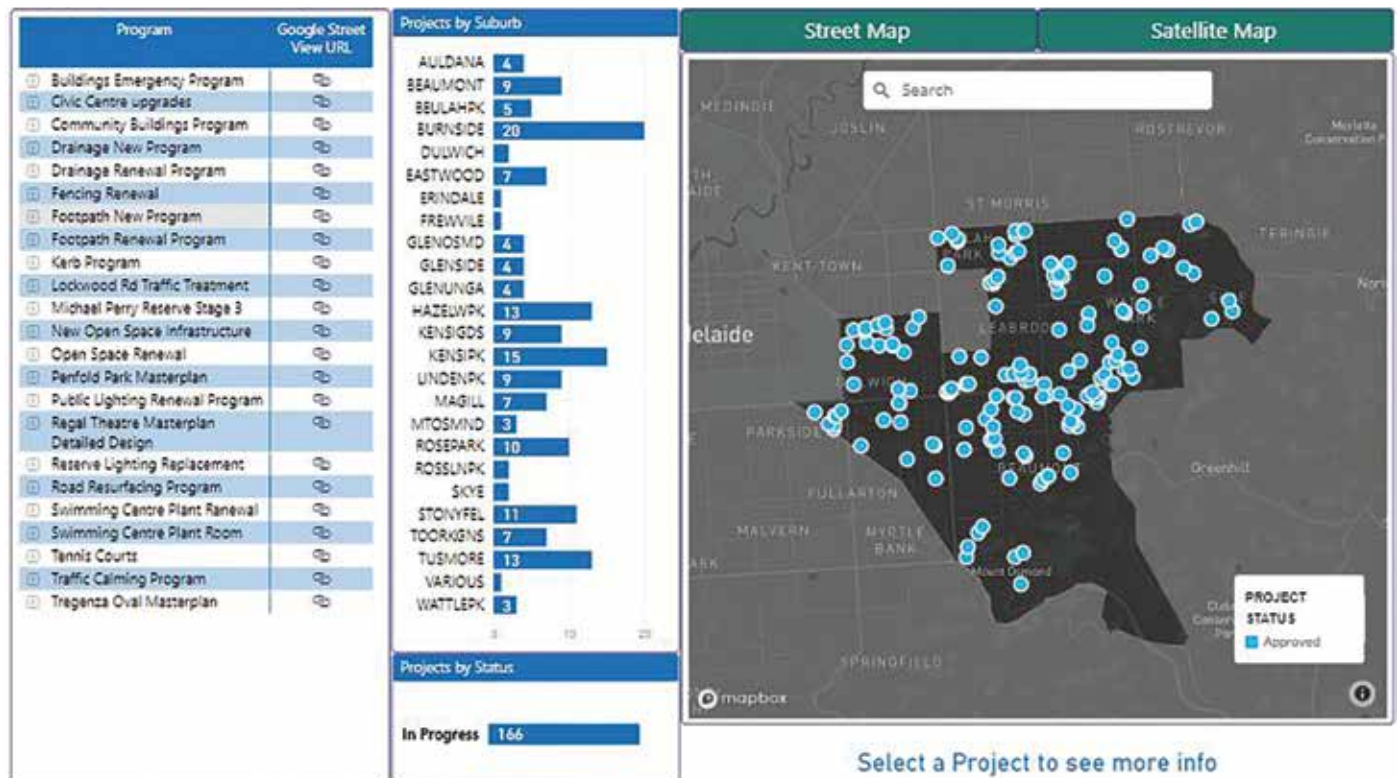 Program
Google Street
View URL
Buildings Emergency Program
Civic Centre upgrades
Community Buildings Program
Drainage New Program
Drainage Renewal Program
Fencing Renewal
Footpath New Program
Footpath Renewal Program
Kerb Program
Lockwood Rd Traffic Treatment
Michael Perry Reserve Stage 3
New Open Space Infrastructure
Open Space Renewal
Penfold Park Masterplan
Public Lighting Renewal Program
Regal Theatre Masterplan
Detailed Design
Reserve Lighting Replacement
Road Resurfacing Program
Swimming Centre Plant Ranewal
Swimming Centre Plant Room
Tennis Courts
Traffic Calming Program
Tregenza Oval Masterplan
Projects by Suburb
AULDANA 4
BEAUMONT 9
BEULAHPK 5
BURNSIDE 20
DULWICH
EASTWOOD 7
ERINDALE
FREWVILE
GLENOSMD 4
GLENSIDE 4
GLENUNGA 4
HAZELWPK 13
KENSIGDS 9
KENSIPK 15
LINDENPK 9
MAGILL 7
MTOSMND 3
ROSEPARK 10
ROSSLNPK
SKYE
STONYFEL 11
TOORKGNS 7
TUSMORE 13
VARIOUS
WATTLEPK 3
0 10 20
Projects by Status
In Progress 166
Street Map
Satellite Map
Search
MEDINDIE
JOSLIN
ROSTREVOR
Morialta
Conservation P
ST MORRIS
TERINGIE
KENT TOWN
PARK
LEABROO
elaide
PARKSIDE
BEAUMONT
Greenhill
FULLARTON
MALVERN
MYRTLE
BANK
Mount Osmond
SPRINGFIELD
PROJECT
STATUS
Approved
mapbox
Select a Project to see more info